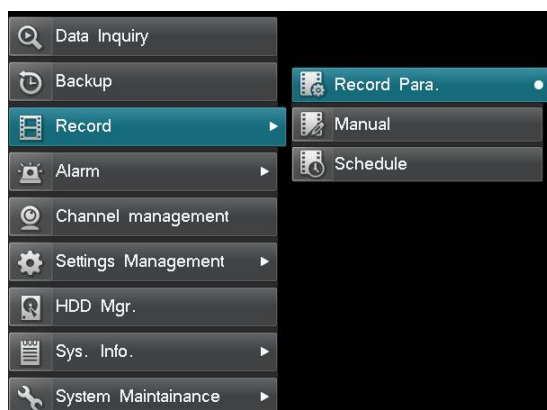 Data Inquiry
Backup
Record
Alarm
Channel management
Settings Management
HDD Mgr.
Sys. Info.
System Maintainance
Record Para.
Manual
Schedule